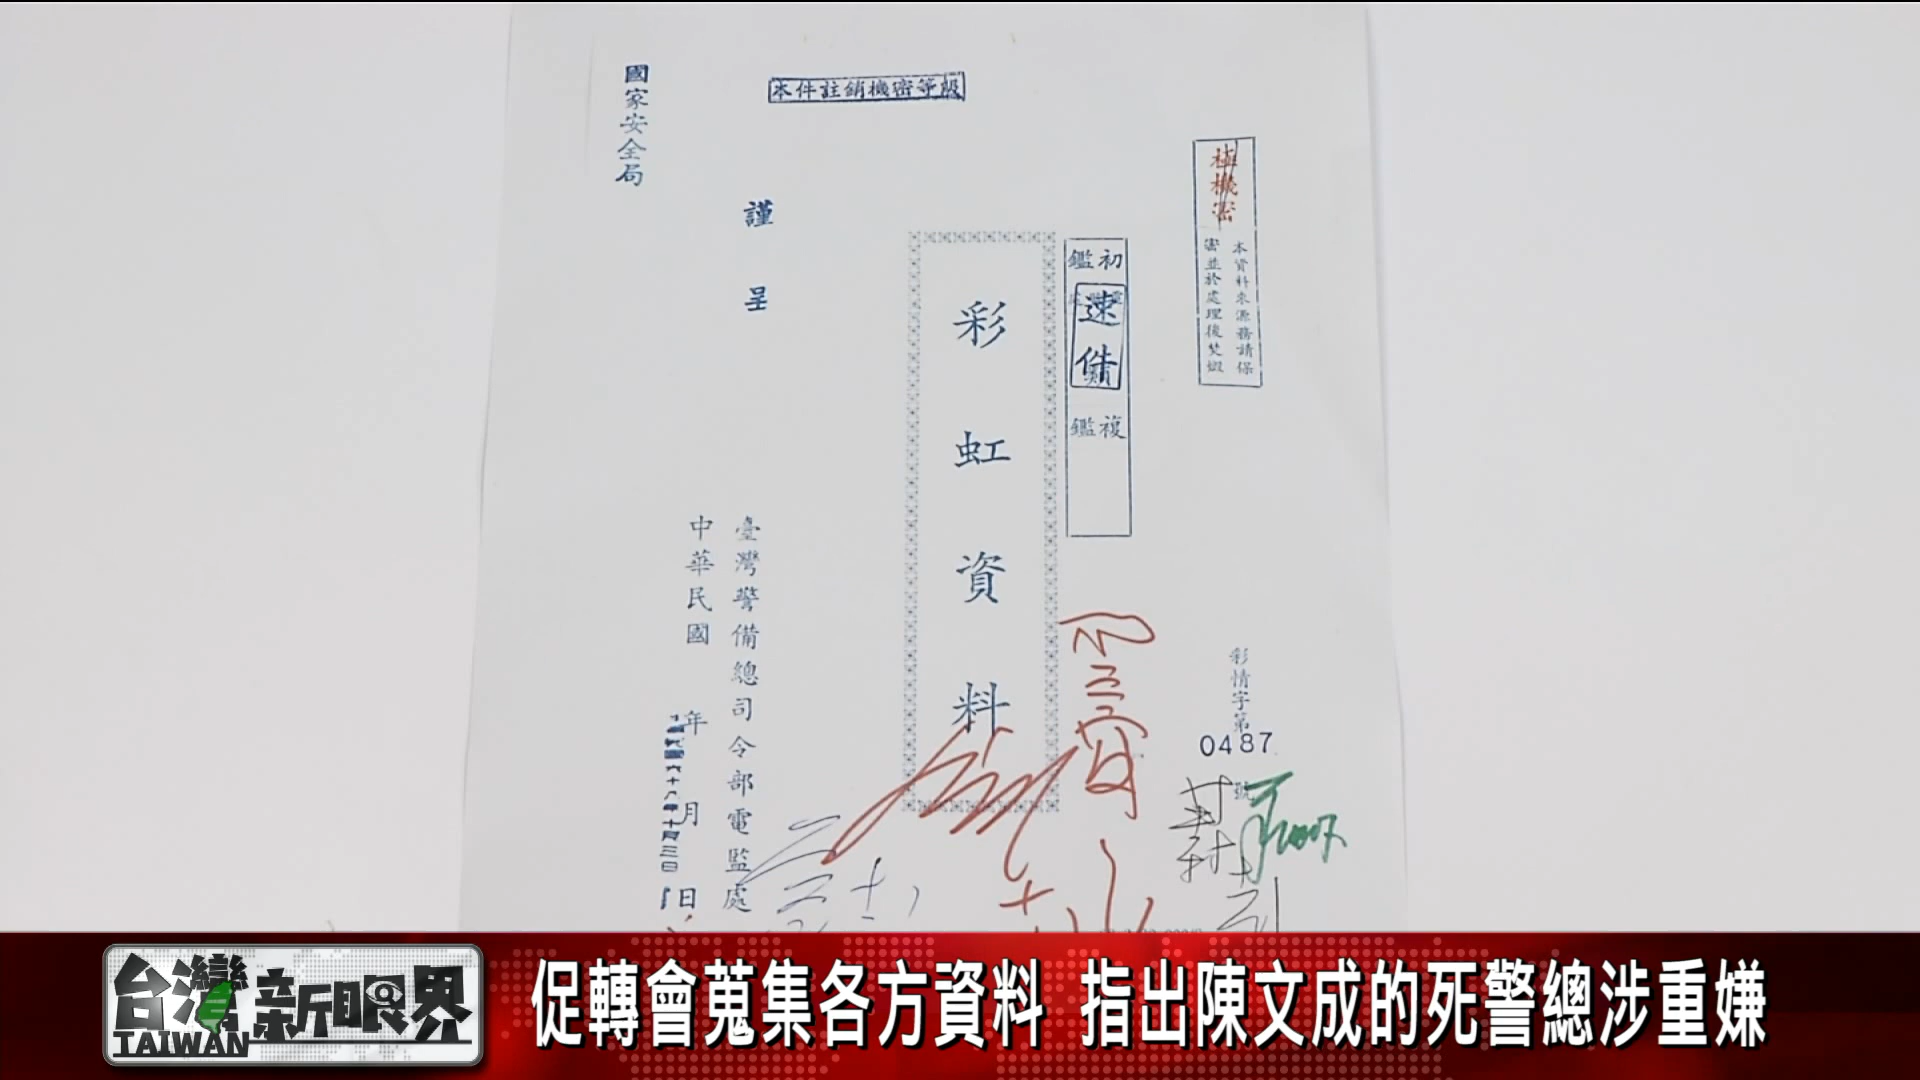 本件註銷機密等級
極機密
本資料來源務請保
密並於處理後焚燬
彩情字第
0487
號
初鑑
速件
複鑑
彩虹資料
謹呈
國家安全局
臺灣警備總司令部電監處
中華民國 年 月 日
台灣新眼界
TAIWAN
促轉會蒐集各方資料 指出陳文成的死警總涉重嫌